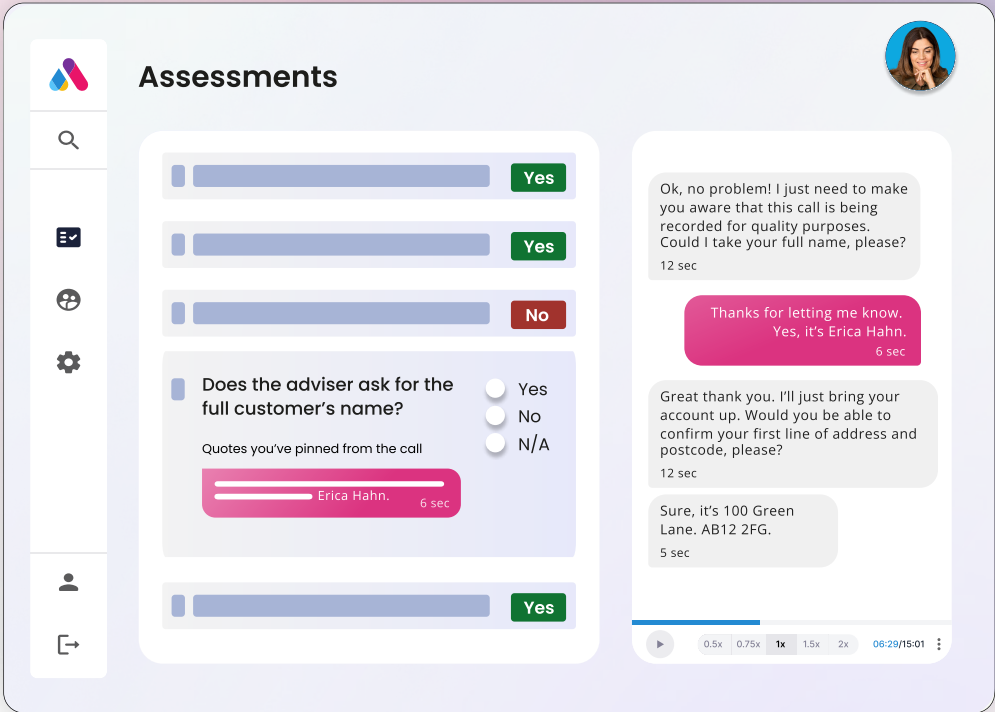 Assessments
Yes
Yes
No
Does the adviser ask for the
full customer's name?
Yes
No
N/A
Quotes you've pinned from the call
Erica Hahn.
6 sec
Yes
Ok, no problem! I just need to make
you aware that this call is being
recorded for quality purposes.
Could I take your full name, please?
12 sec
Thanks for letting me know.
Yes, it's Erica Hahn.
6 sec
Great thank you. I'll just bring your
account up. Would you be able to
confirm your first line of address and
postcode, please?
12 sec
Sure, it's 100 Green
Lane. AB12 2FG.
5 sec
0.5x 0.75x 1x 1.5x 2x 06:29/15:01